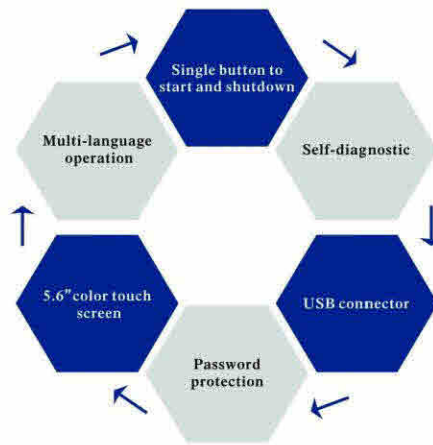 Single button to
start and shutdown
Self-diagnostic
USB connector
Password
protection
5.6"color touch
screen
Multi-language
operation